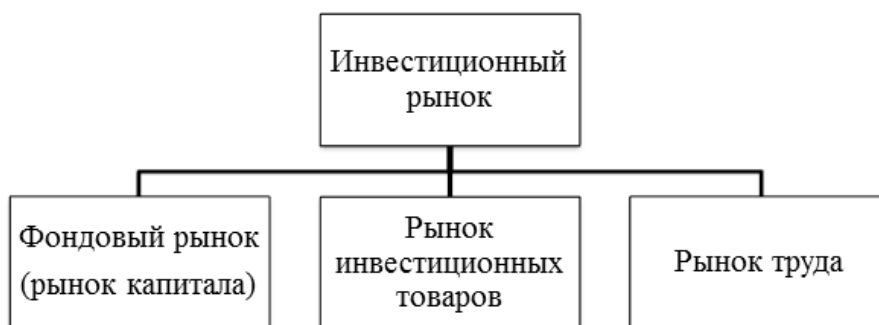 Инвестиционный
рынок
Фондовый рынок
(рынок капитала)
Рынок
инвестиционных
товаров
Рынок труда